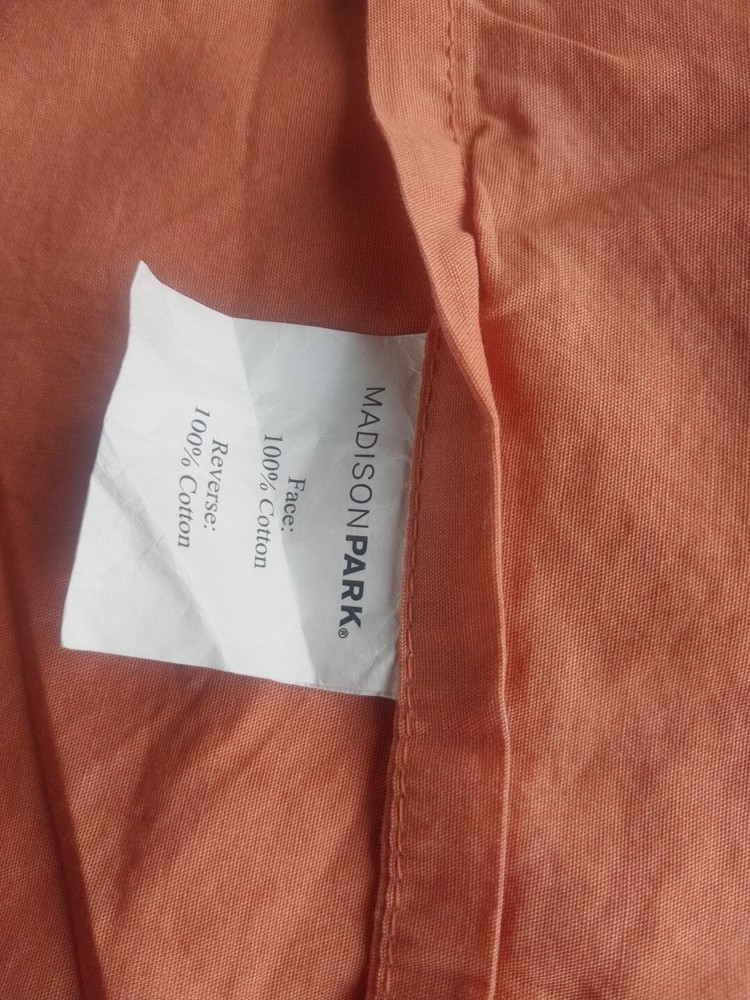 MADISONPARK®
Face:
100% Cotton
Reverse:
100% Cotton